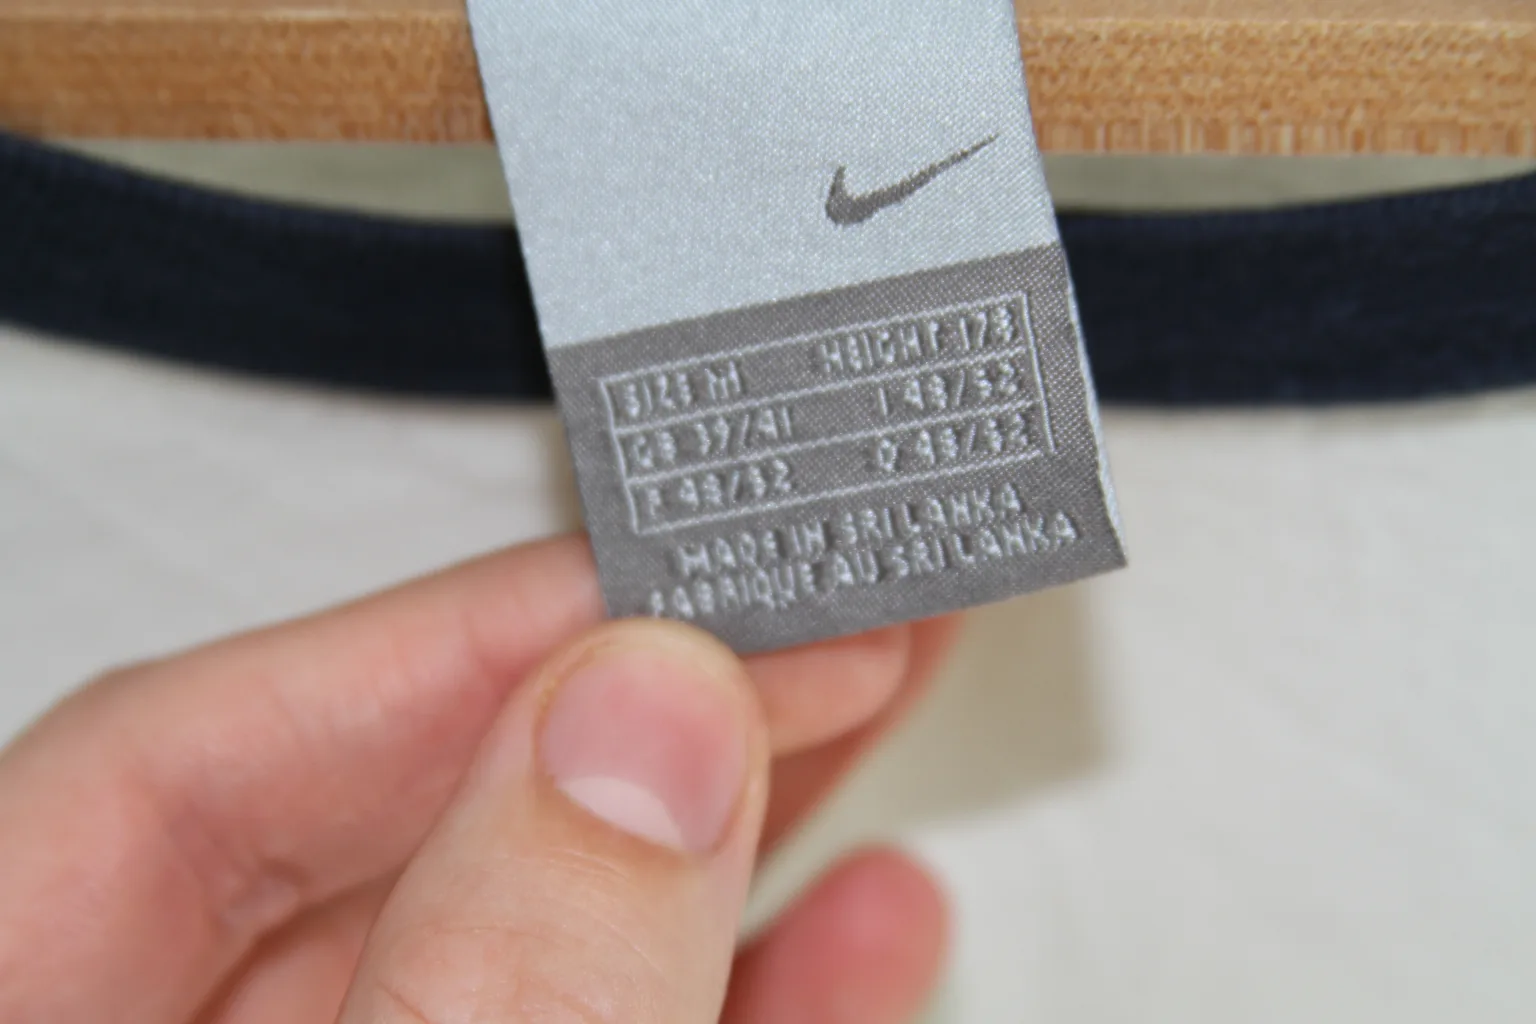 SIZE M HEIGHT 178
GB 39/41 I 48/52
F 48/52 D 48/52
MADE IN SRI LANKA
FABRIQUE AU SRI LANKA